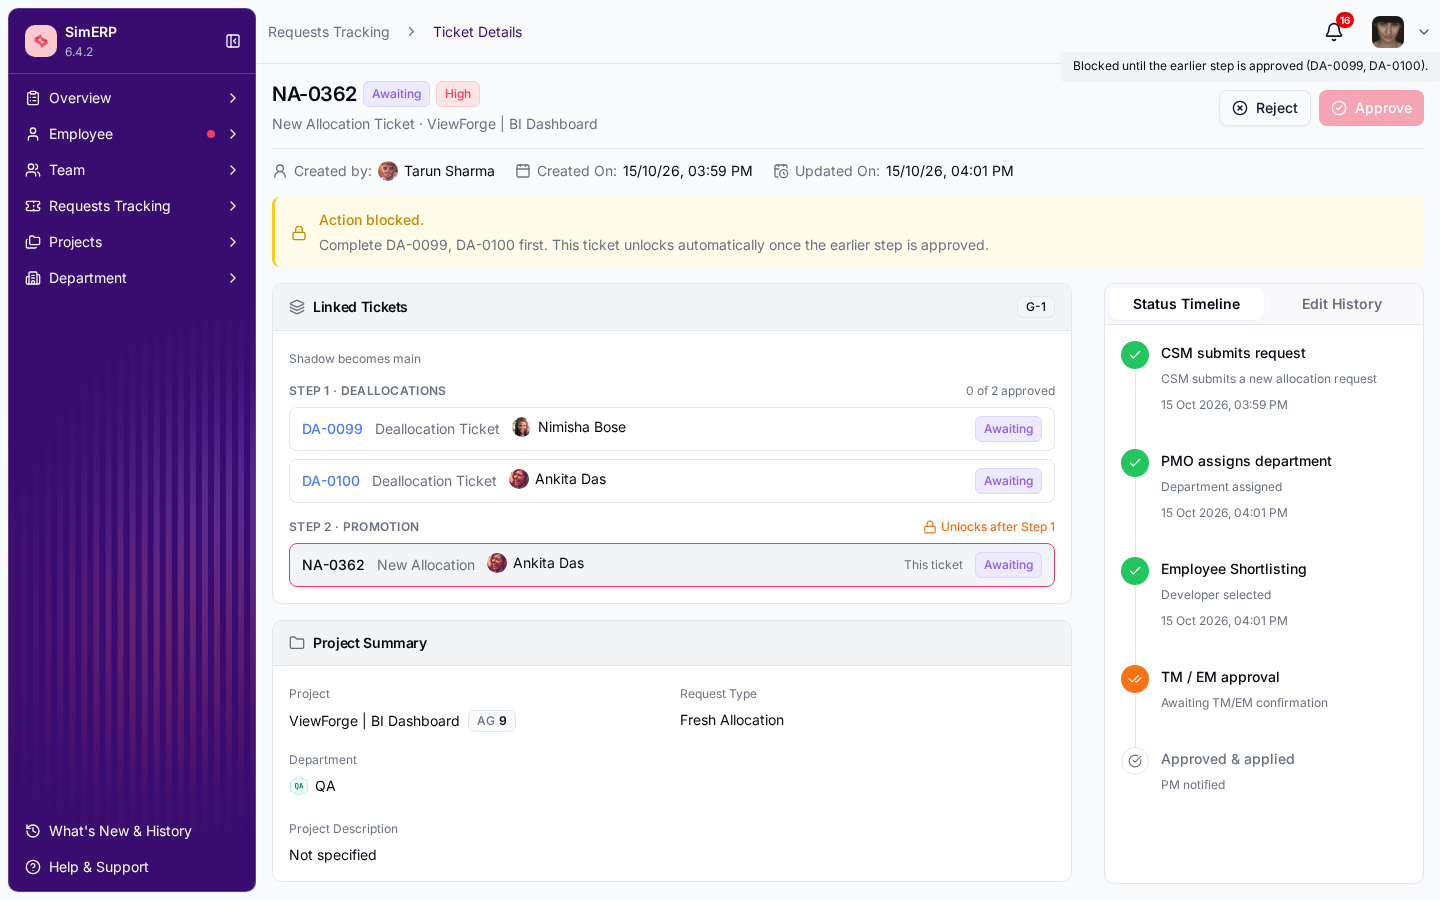 SimERP
6.4.2
Overview
Employee
Team
Requests Tracking
Projects
Department
What's New & History
Help & Support
Requests Tracking > Ticket Details
16
Blocked until the earlier step is approved (DA-0099, DA-0100).
NA-0362 Awaiting High
New Allocation Ticket · ViewForge | BI Dashboard
Reject
Approve
Created by: Tarun Sharma Created On: 15/10/26, 03:59 PM Updated On: 15/10/26, 04:01 PM
Action blocked.
Complete DA-0099, DA-0100 first. This ticket unlocks automatically once the earlier step is approved.
Linked Tickets G-1
Shadow becomes main
STEP 1 · DEALLOCATIONS 0 of 2 approved
DA-0099 Deallocation Ticket Nimisha Bose Awaiting
DA-0100 Deallocation Ticket Ankita Das Awaiting
STEP 2 · PROMOTION Unlocks after Step 1
NA-0362 New Allocation Ankita Das This ticket Awaiting
Project Summary
Project
ViewForge | BI Dashboard AG 9
Request Type
Fresh Allocation
Department
QA QA
Project Description
Not specified
Status Timeline Edit History
CSM submits request
CSM submits a new allocation request
15 Oct 2026, 03:59 PM
PMO assigns department
Department assigned
15 Oct 2026, 04:01 PM
Employee Shortlisting
Developer selected
15 Oct 2026, 04:01 PM
TM / EM approval
Awaiting TM/EM confirmation
Approved & applied
PM notified